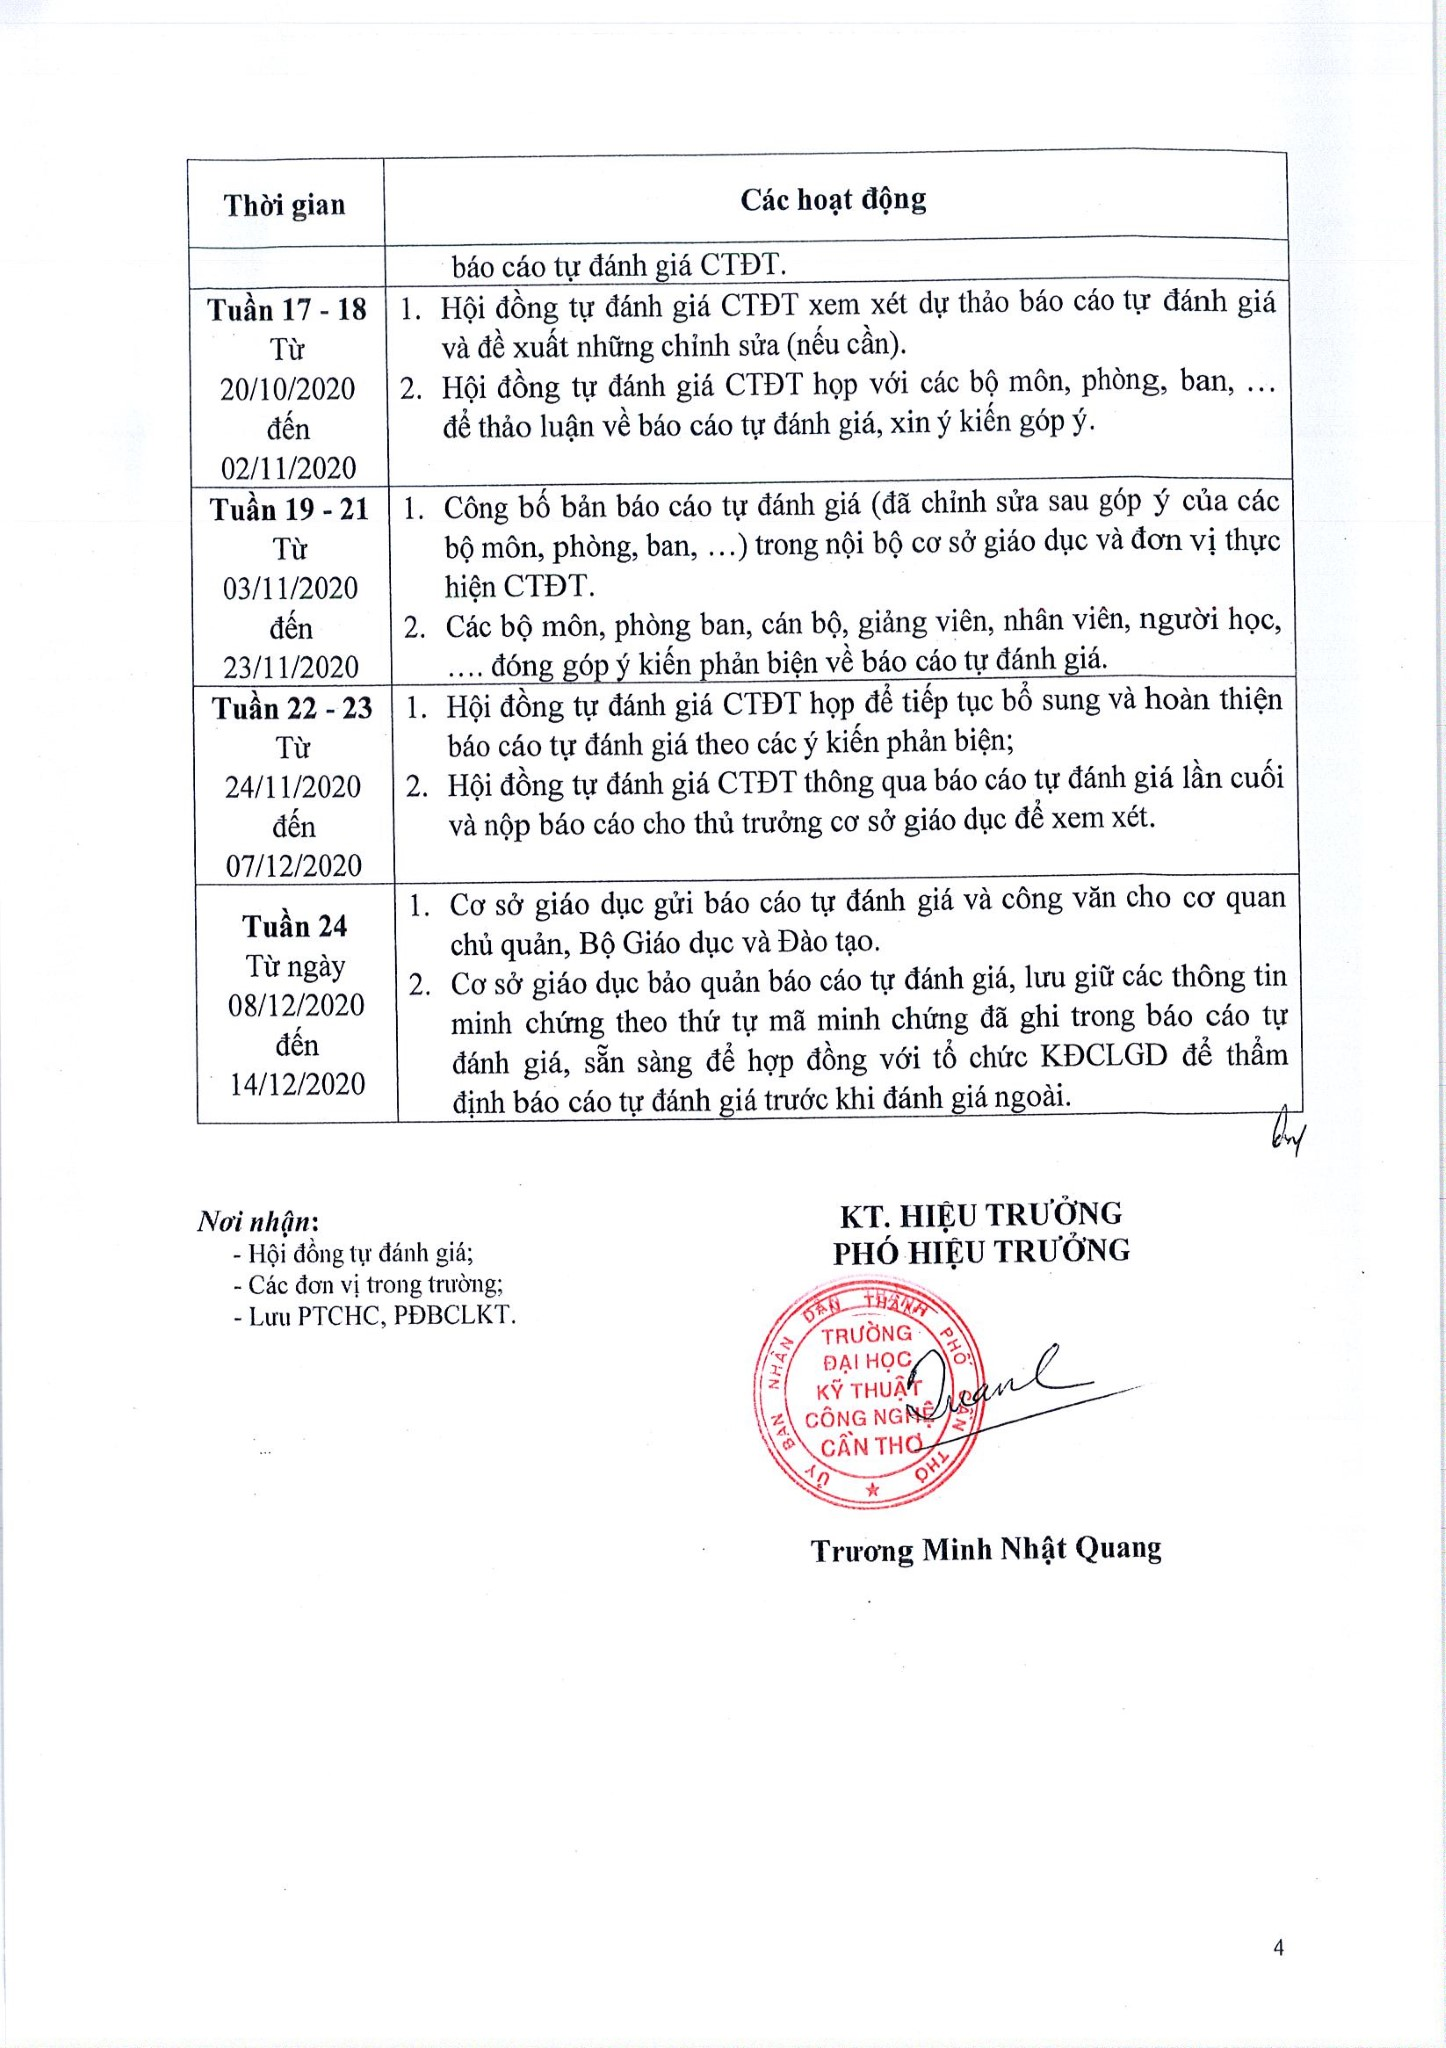 Thời gian
Các hoạt động
báo cáo tự đánh giá CTĐT.
Tuần 17 - 18
Từ
20/10/2020
đến
02/11/2020
1. Hội đồng tự đánh giá CTĐT xem xét dự thảo báo cáo tự đánh giá
và đề xuất những chỉnh sửa (nếu cần).
2. Hội đồng tự đánh giá CTĐT họp với các bộ môn, phòng, ban, …
để thảo luận về báo cáo tự đánh giá, xin ý kiến góp ý.
Tuần 19 - 21
Từ
03/11/2020
đến
23/11/2020
1. Công bố bản báo cáo tự đánh giá (đã chỉnh sửa sau góp ý của các
bộ môn, phòng, ban, …) trong nội bộ cơ sở giáo dục và đơn vị thực
hiện CTĐT.
2. Các bộ môn, phòng ban, cán bộ, giảng viên, nhân viên, người học,
…. đóng góp ý kiến phản biện về báo cáo tự đánh giá.
Tuần 22 - 23
Từ
24/11/2020
đến
07/12/2020
1. Hội đồng tự đánh giá CTĐT họp để tiếp tục bổ sung và hoàn thiện
báo cáo tự đánh giá theo các ý kiến phản biện;
2. Hội đồng tự đánh giá CTĐT thông qua báo cáo tự đánh giá lần cuối
và nộp báo cáo cho thủ trưởng cơ sở giáo dục để xem xét.
Tuần 24
Từ ngày
08/12/2020
đến
14/12/2020
1. Cơ sở giáo dục gửi báo cáo tự đánh giá và công văn cho cơ quan
chủ quản, Bộ Giáo dục và Đào tạo.
2. Cơ sở giáo dục bảo quản báo cáo tự đánh giá, lưu giữ các thông tin
minh chứng theo thứ tự mã minh chứng đã ghi trong báo cáo tự
đánh giá, sẵn sàng để hợp đồng với tổ chức KĐCLGD để thẩm
định báo cáo tự đánh giá trước khi đánh giá ngoài.
Nơi nhận:
- Hội đồng tự đánh giá;
- Các đơn vị trong trường;
- Lưu PTCHC, PĐBCLKT.
KT. HIỆU TRƯỞNG
PHÓ HIỆU TRƯỞNG
ỦY BAN NHÂN DÂN THÀNH PHỐ CẦN THƠ
TRƯỜNG
ĐẠI HỌC
KỸ THUẬT
CÔNG NGHỆ
CẦN THƠ
Trương Minh Nhật Quang
4